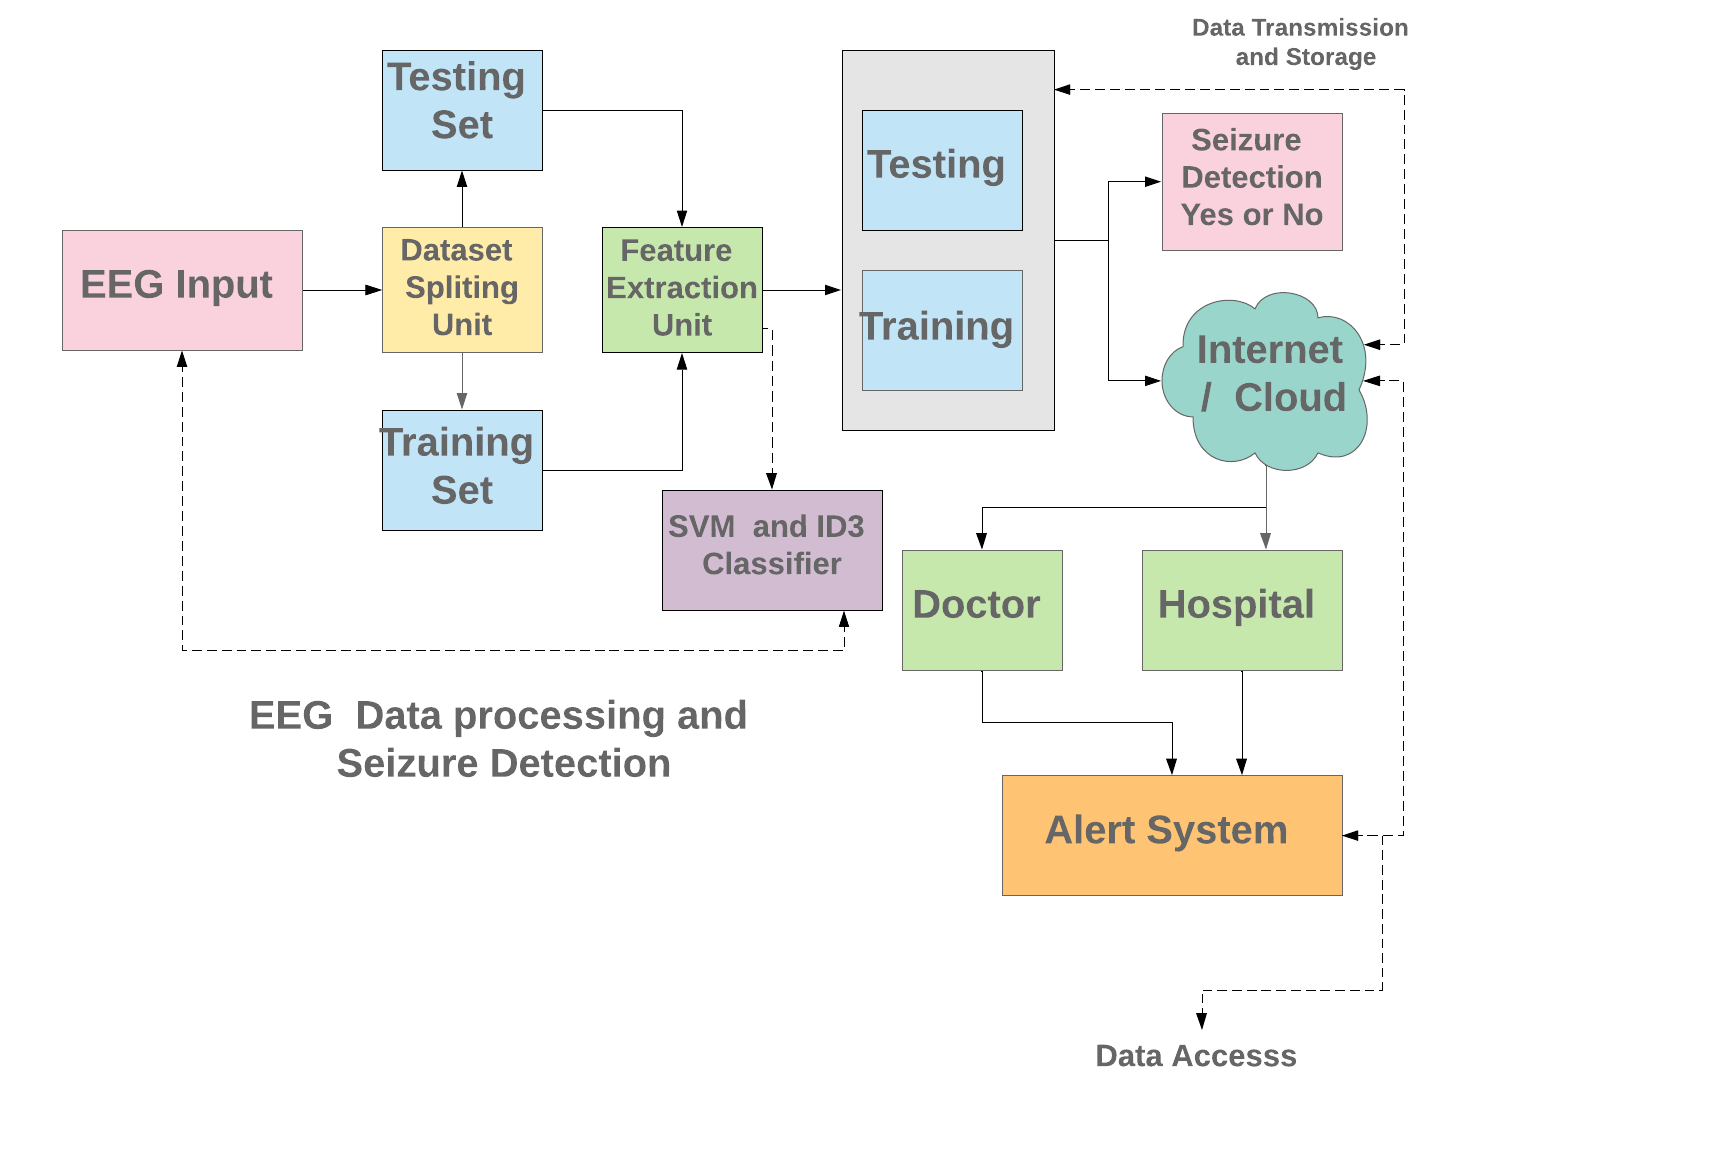 Data Transmission
and Storage
Testing
Set
Testing
Seizure
Detection
Yes or No
EEG Input
Dataset
Spliting
Unit
Feature
Extraction
Unit
Training
Internet
/ Cloud
Training
Set
SVM and ID3
Classifier
Doctor
Hospital
EEG Data processing and
Seizure Detection
Alert System
Data Accesss